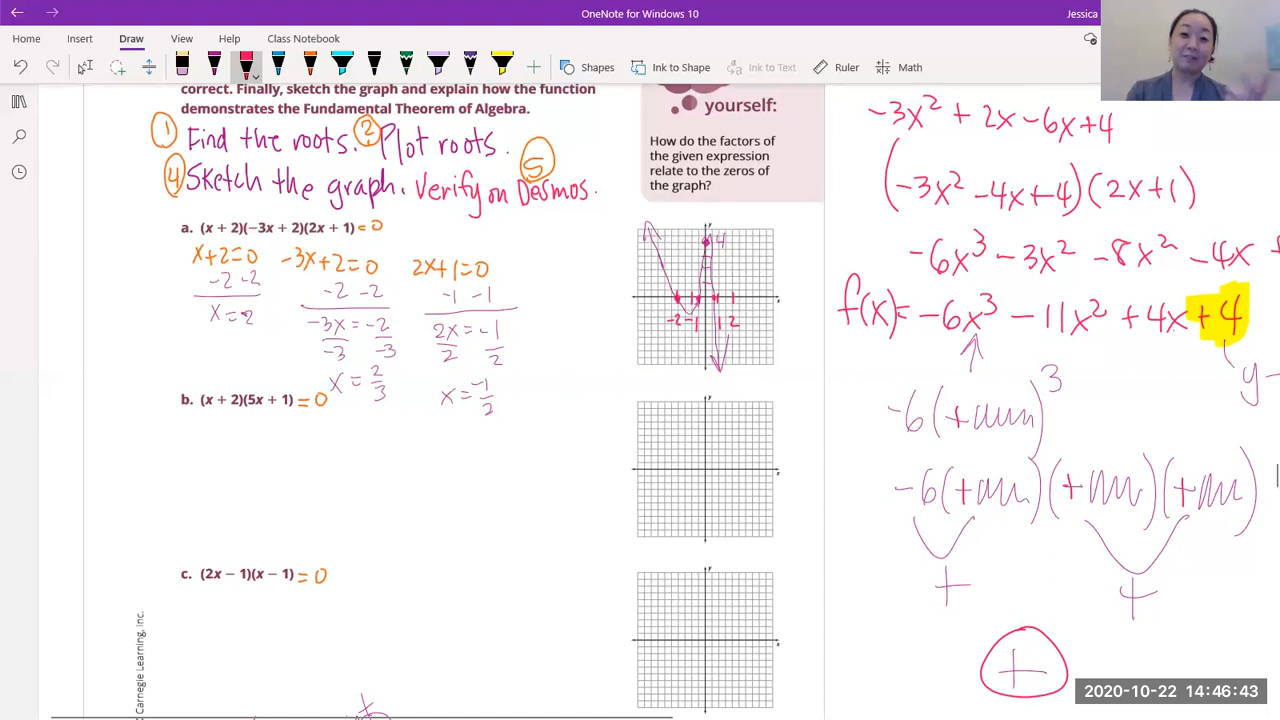 OneNote for Windows 10
Jessica
Home Insert Draw View Help Class Notebook
Shapes Ink to Shape Ink to Text Ruler Math
correct. Finally, sketch the graph and explain how the function
demonstrates the Fundamental Theorem of Algebra.
① Find the roots. ② Plot roots.
④ Sketch the graph. ⑤ Verify on Desmos.
yourself:
How do the factors of
the given expression
relate to the zeros of
the graph?
a. (x + 2)(−3x + 2)(2x + 1) = 0
x+2=0 -3x+2=0 2x+1=0
-2 -2 -2 -2 -1 -1
x=-2 -3x = -2 2x = -1
-3 -3 2 2
x = 2/3 x = -1/2
y
4
-2 -1 1 2
x
b. (x + 2)(5x + 1) = 0
y
x
c. (2x − 1)(x − 1) = 0
y
x
Carnegie Learning, Inc.
-3x² + 2x - 6x + 4
(-3x² - 4x + 4)(2x + 1)
-6x³ - 3x² - 8x² - 4x +
f(x) = -6x³ - 11x² + 4x + 4
y-
-6(+ )³
-6(+ )(+ )(+ )
+ +
+
2020-10-22 14:46:43